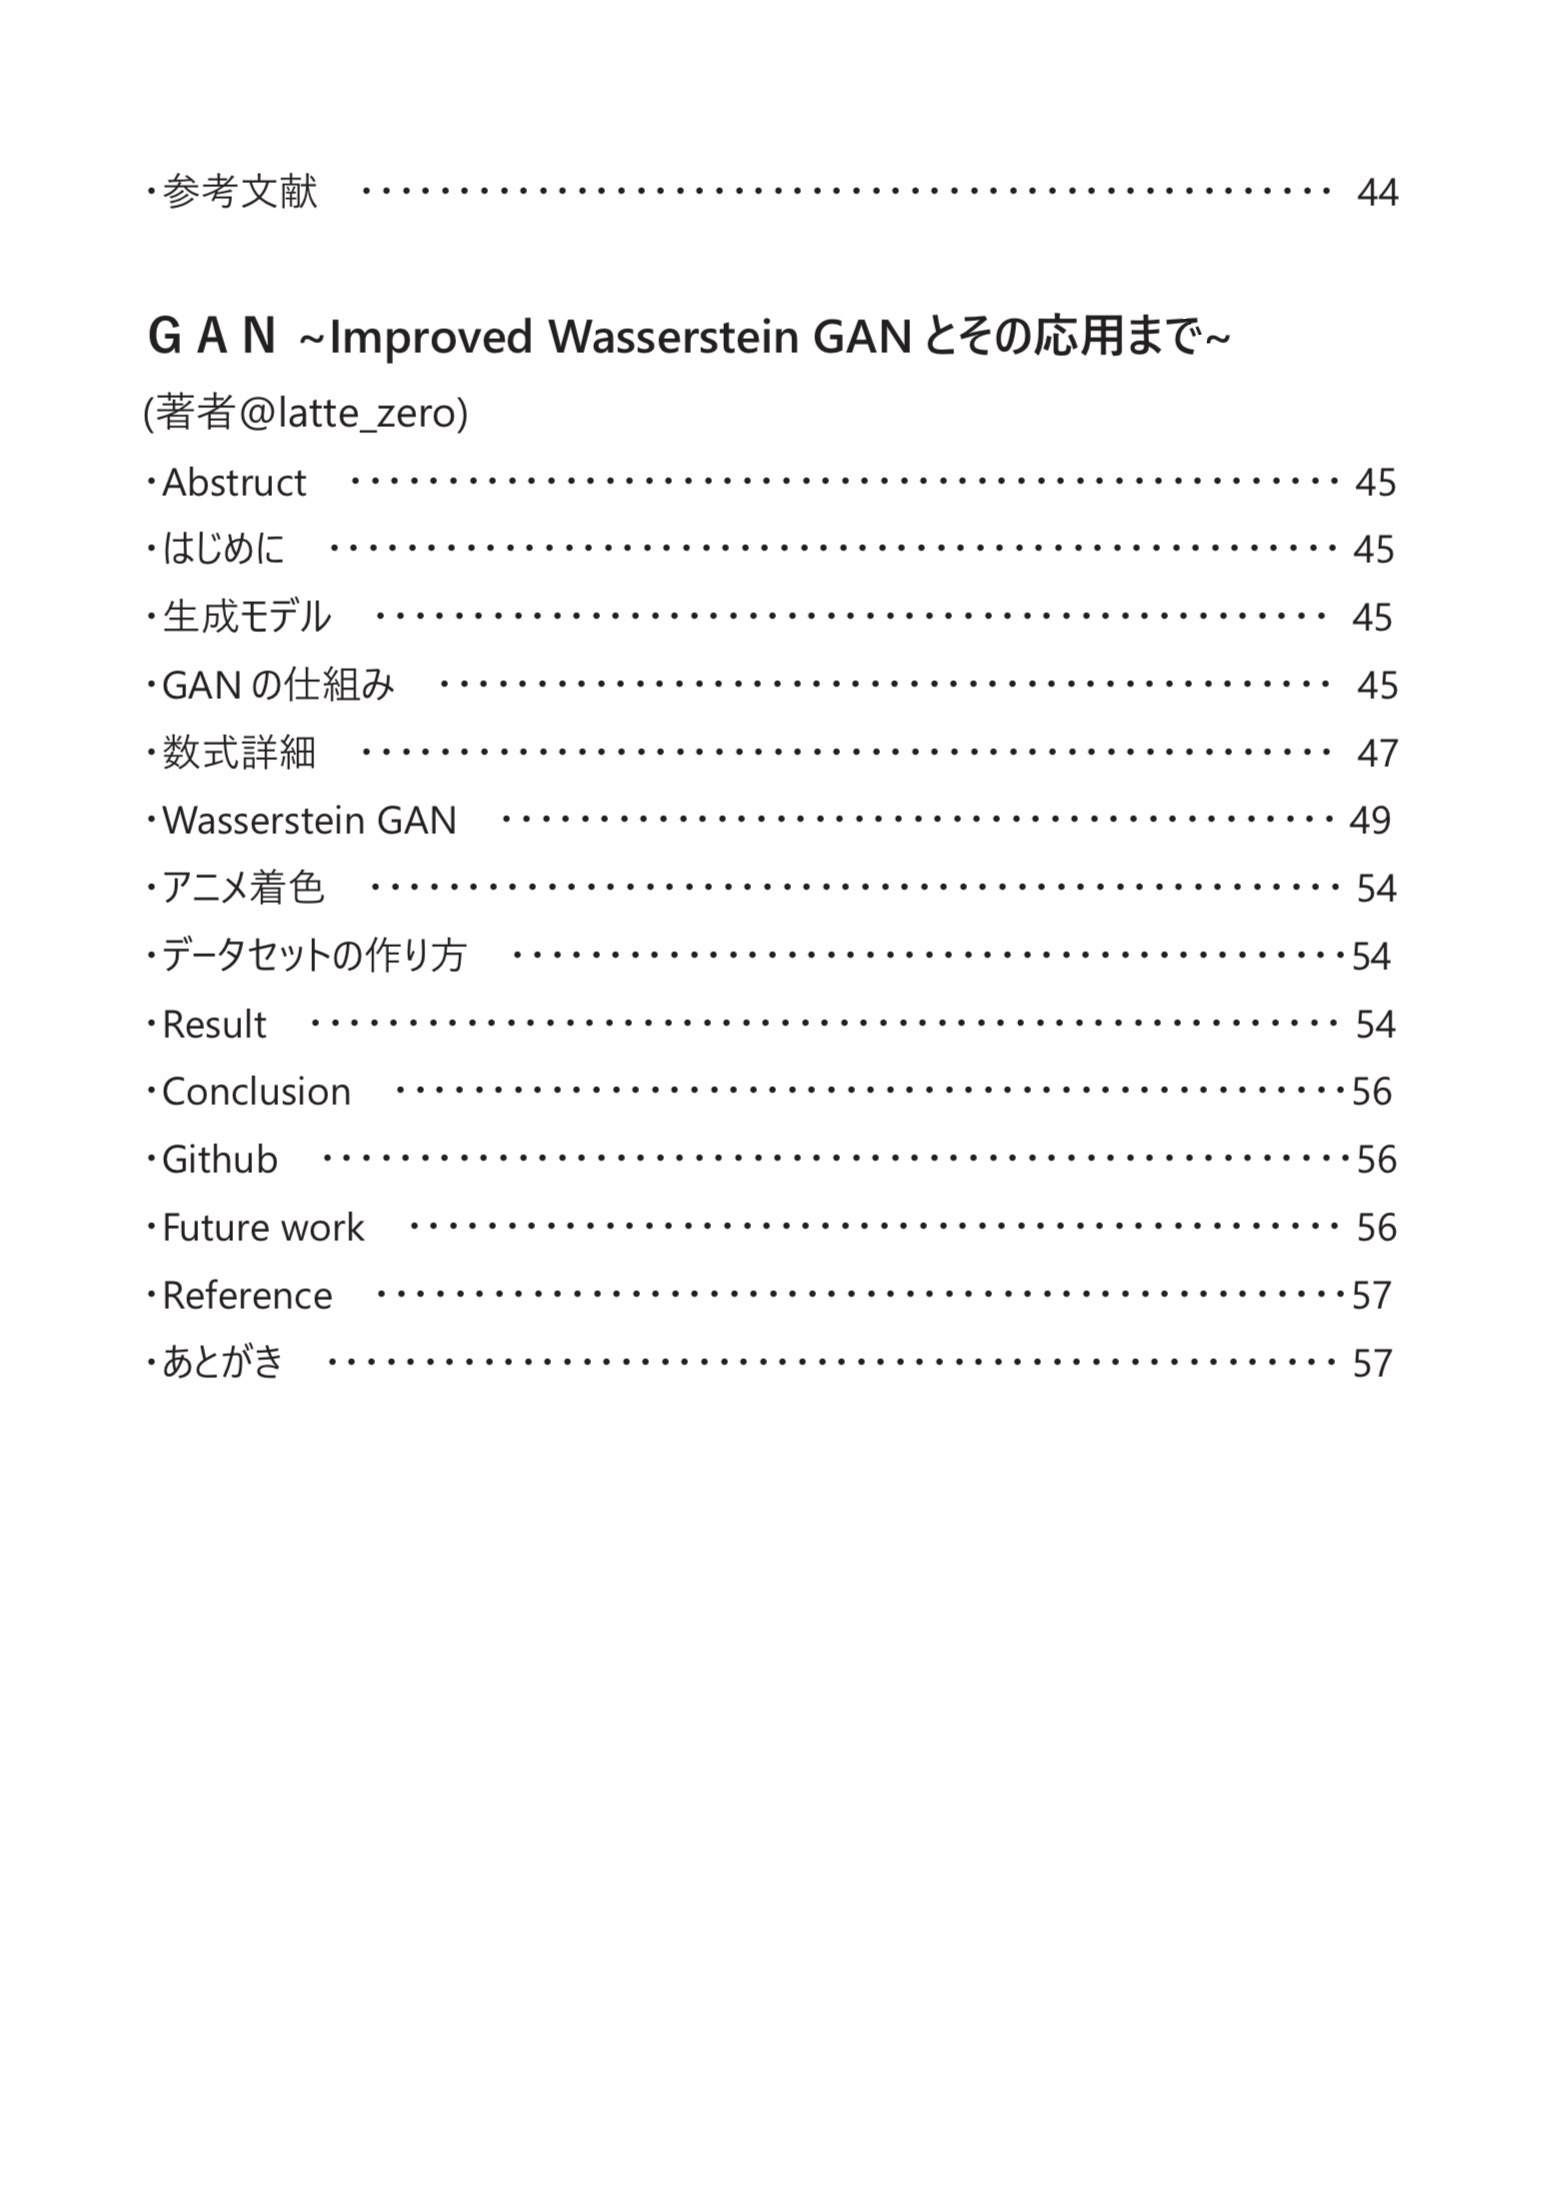 ・参考文献 ・・・・・・・・・・・・・・・・・・・・・・・・・・・・・・・・・・・・・・・・・・・・・・・・・・ 44
ＧＡＮ ~Improved Wasserstein GAN とその応用まで~
(著者@latte_zero)
・Abstruct ・・・・・・・・・・・・・・・・・・・・・・・・・・・・・・・・・・・・・・・・・・・・・・・・・・・ 45
・はじめに ・・・・・・・・・・・・・・・・・・・・・・・・・・・・・・・・・・・・・・・・・・・・・・・・・・・・ 45
・生成モデル ・・・・・・・・・・・・・・・・・・・・・・・・・・・・・・・・・・・・・・・・・・・・・・・・・ 45
・GAN の仕組み ・・・・・・・・・・・・・・・・・・・・・・・・・・・・・・・・・・・・・・・・・・・・・・ 45
・数式詳細 ・・・・・・・・・・・・・・・・・・・・・・・・・・・・・・・・・・・・・・・・・・・・・・・・・・ 47
・Wasserstein GAN ・・・・・・・・・・・・・・・・・・・・・・・・・・・・・・・・・・・・・・・・・・・ 49
・アニメ着色 ・・・・・・・・・・・・・・・・・・・・・・・・・・・・・・・・・・・・・・・・・・・・・・・・・・ 54
・データセットの作り方 ・・・・・・・・・・・・・・・・・・・・・・・・・・・・・・・・・・・・・・・・・・・54
・Result ・・・・・・・・・・・・・・・・・・・・・・・・・・・・・・・・・・・・・・・・・・・・・・・・・・・・・ 54
・Conclusion ・・・・・・・・・・・・・・・・・・・・・・・・・・・・・・・・・・・・・・・・・・・・・・・・・56
・Github ・・・・・・・・・・・・・・・・・・・・・・・・・・・・・・・・・・・・・・・・・・・・・・・・・・・・・56
・Future work ・・・・・・・・・・・・・・・・・・・・・・・・・・・・・・・・・・・・・・・・・・・・・・・・ 56
・Reference ・・・・・・・・・・・・・・・・・・・・・・・・・・・・・・・・・・・・・・・・・・・・・・・・・・57
・あとがき ・・・・・・・・・・・・・・・・・・・・・・・・・・・・・・・・・・・・・・・・・・・・・・・・・・・・ 57